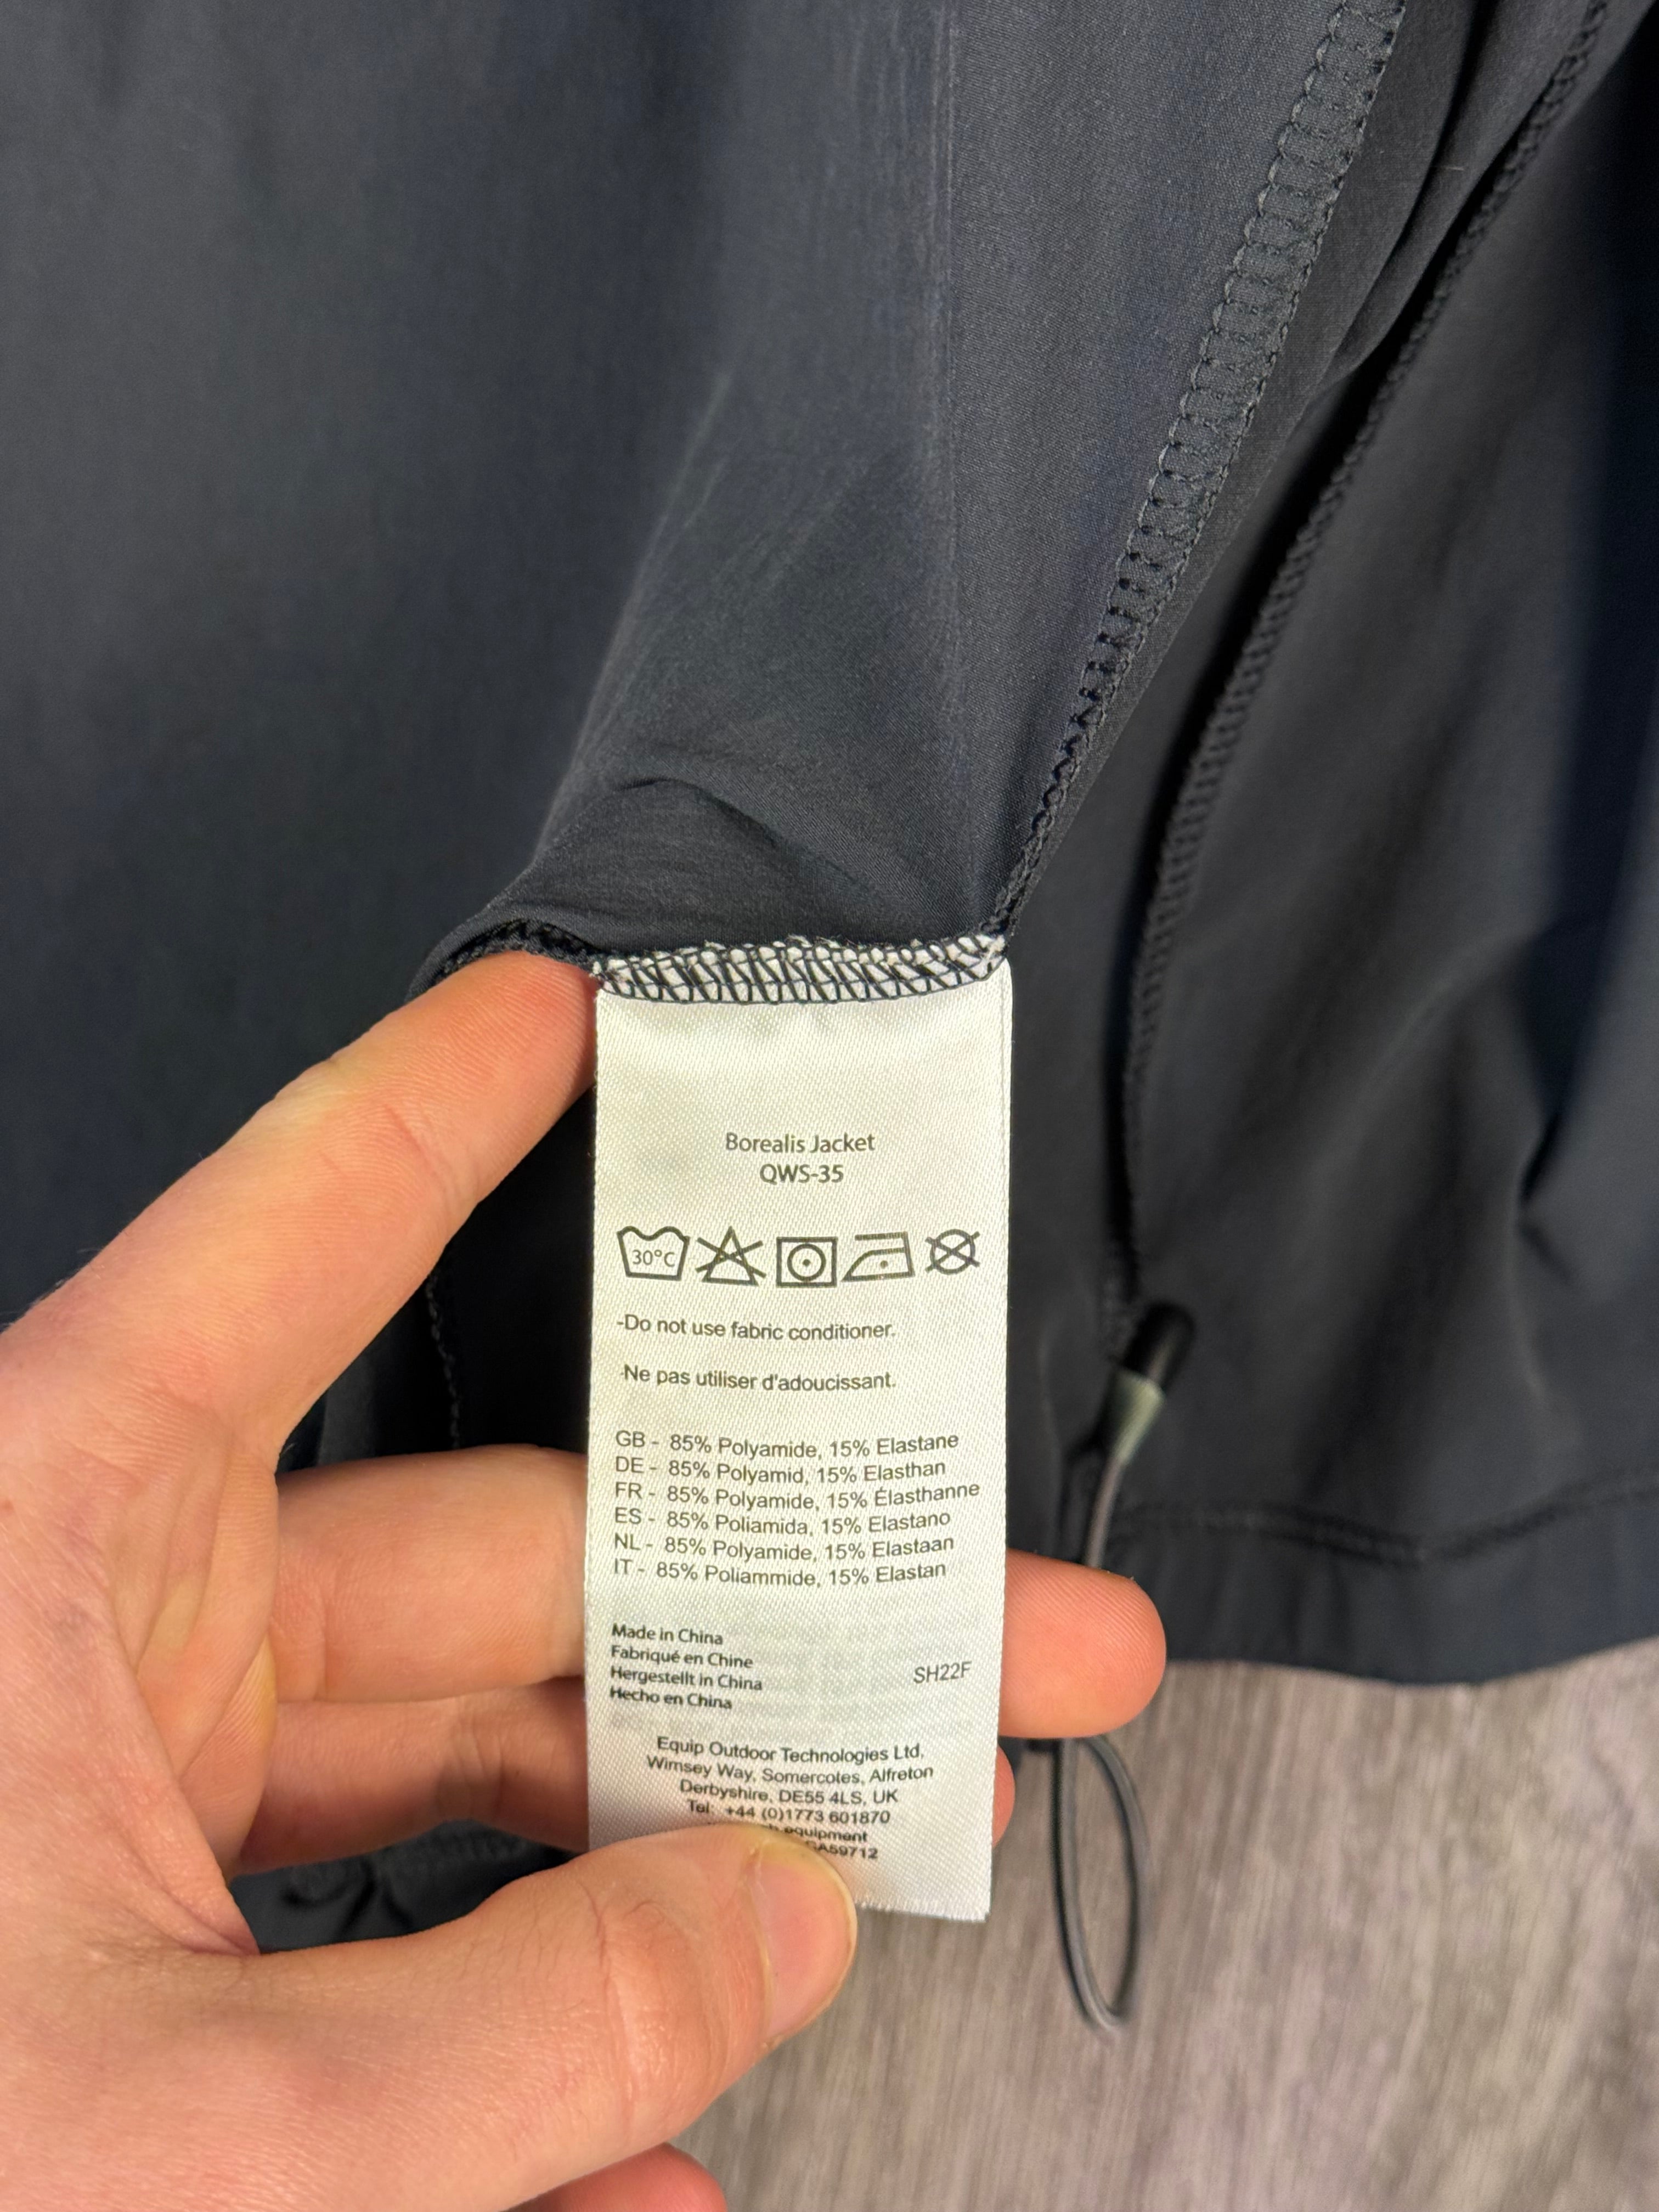 Borealis Jacket
QWS-35
30°C
-Do not use fabric conditioner.
-Ne pas utiliser d'adoucissant.
GB - 85% Polyamide, 15% Elastane
DE - 85% Polyamid, 15% Elasthan
FR - 85% Polyamide, 15% Élasthanne
ES - 85% Poliamida, 15% Elastano
NL - 85% Polyamide, 15% Elastaan
IT - 85% Poliammide, 15% Elastan
Made in China
Fabriqué en Chine
Hergestellt in China
Hecho en China
SH22F
Equip Outdoor Technologies Ltd,
Wimsey Way, Somercotes, Alfreton
Derbyshire, DE55 4LS, UK
Tel: +44 (0)1773 601870
equipment